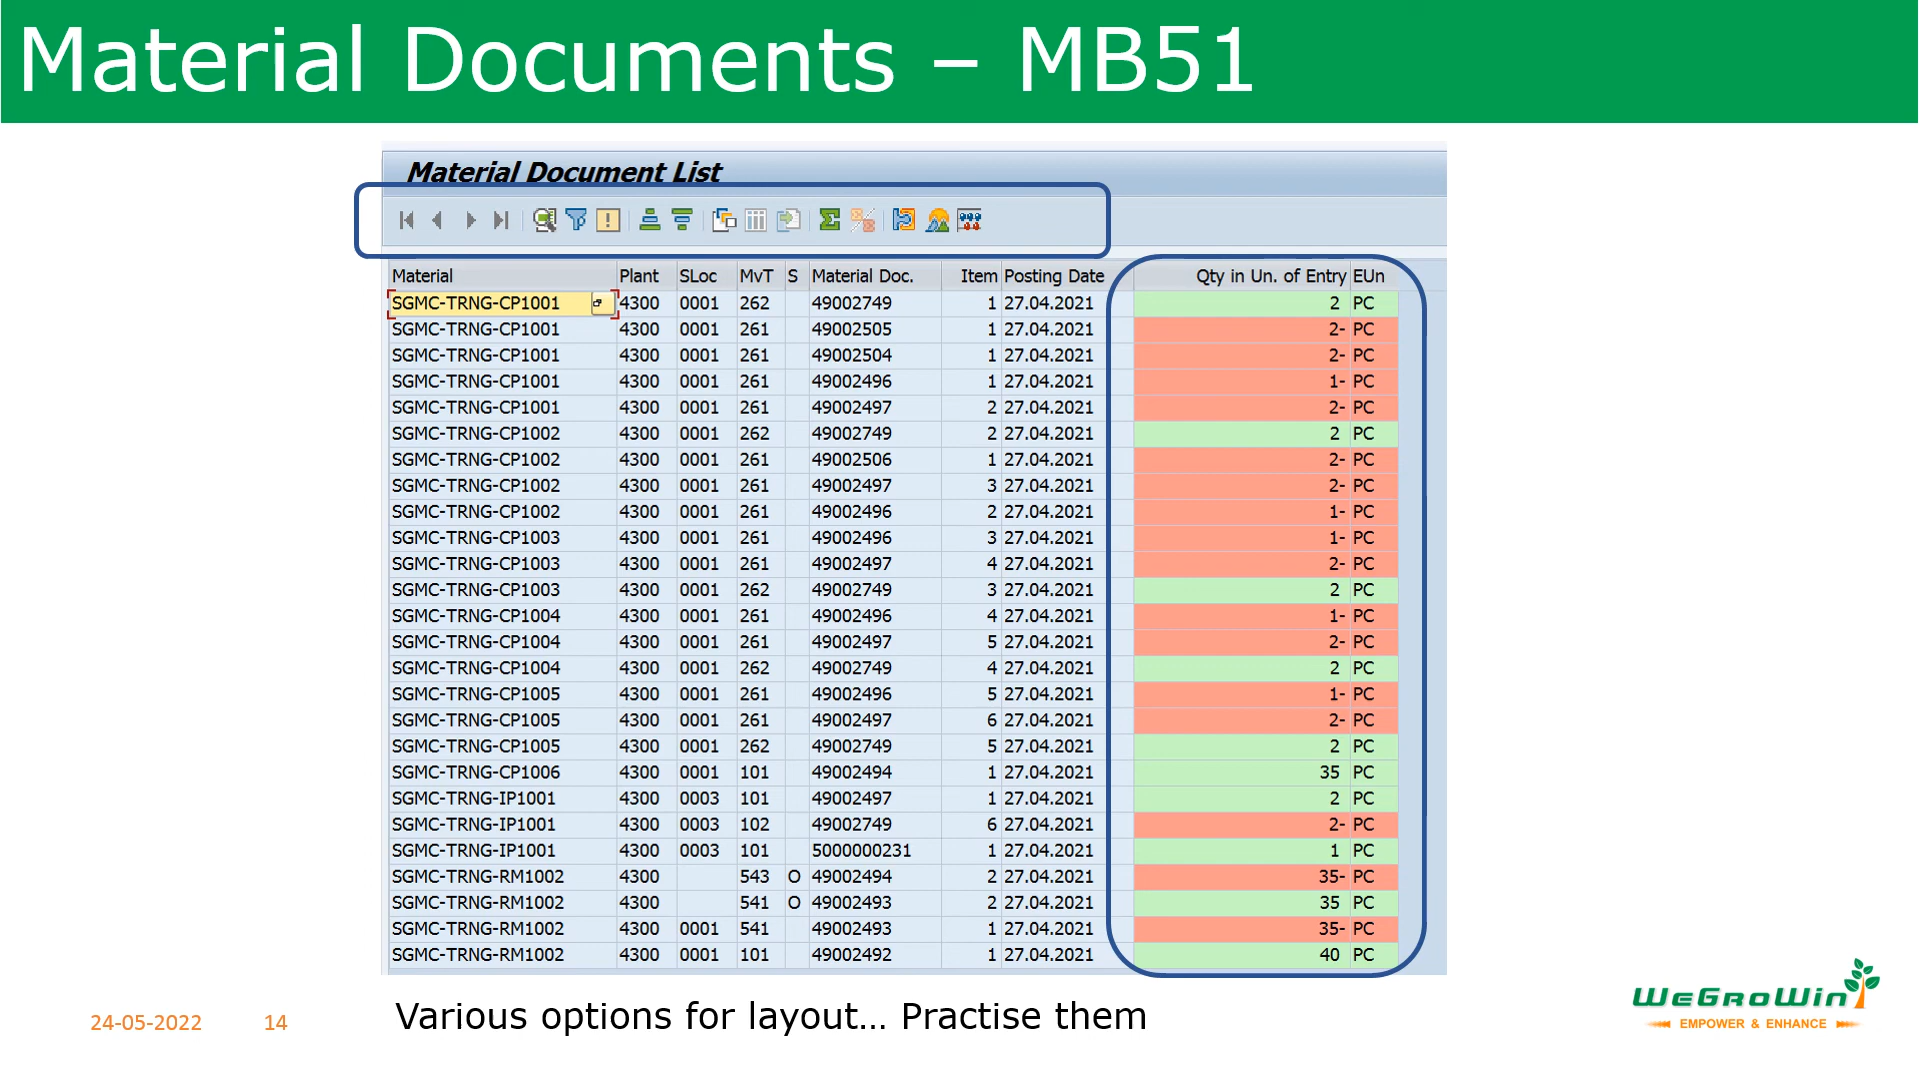 Material Documents – MB51
Material Document List
Material Plant SLoc MvT S Material Doc. Item Posting Date Qty in Un. of Entry EUn
SGMC-TRNG-CP1001 4300 0001 262 49002749 1 27.04.2021 2 PC
SGMC-TRNG-CP1001 4300 0001 261 49002505 1 27.04.2021 2- PC
SGMC-TRNG-CP1001 4300 0001 261 49002504 1 27.04.2021 2- PC
SGMC-TRNG-CP1001 4300 0001 261 49002496 1 27.04.2021 1- PC
SGMC-TRNG-CP1001 4300 0001 261 49002497 2 27.04.2021 2- PC
SGMC-TRNG-CP1002 4300 0001 262 49002749 2 27.04.2021 2 PC
SGMC-TRNG-CP1002 4300 0001 261 49002506 1 27.04.2021 2- PC
SGMC-TRNG-CP1002 4300 0001 261 49002497 3 27.04.2021 2- PC
SGMC-TRNG-CP1002 4300 0001 261 49002496 2 27.04.2021 1- PC
SGMC-TRNG-CP1003 4300 0001 261 49002496 3 27.04.2021 1- PC
SGMC-TRNG-CP1003 4300 0001 261 49002497 4 27.04.2021 2- PC
SGMC-TRNG-CP1003 4300 0001 262 49002749 3 27.04.2021 2 PC
SGMC-TRNG-CP1004 4300 0001 261 49002496 4 27.04.2021 1- PC
SGMC-TRNG-CP1004 4300 0001 261 49002497 5 27.04.2021 2- PC
SGMC-TRNG-CP1004 4300 0001 262 49002749 4 27.04.2021 2 PC
SGMC-TRNG-CP1005 4300 0001 261 49002496 5 27.04.2021 1- PC
SGMC-TRNG-CP1005 4300 0001 261 49002497 6 27.04.2021 2- PC
SGMC-TRNG-CP1005 4300 0001 262 49002749 5 27.04.2021 2 PC
SGMC-TRNG-CP1006 4300 0001 101 49002494 1 27.04.2021 35 PC
SGMC-TRNG-IP1001 4300 0003 101 49002497 1 27.04.2021 2 PC
SGMC-TRNG-IP1001 4300 0003 102 49002749 6 27.04.2021 2- PC
SGMC-TRNG-IP1001 4300 0003 101 5000000231 1 27.04.2021 1 PC
SGMC-TRNG-RM1002 4300 543 O 49002494 2 27.04.2021 35- PC
SGMC-TRNG-RM1002 4300 541 O 49002493 2 27.04.2021 35 PC
SGMC-TRNG-RM1002 4300 0001 541 49002493 1 27.04.2021 35- PC
SGMC-TRNG-RM1002 4300 0001 101 49002492 1 27.04.2021 40 PC
Various options for layout… Practise them
24-05-2022 14
WeGroWin
EMPOWER & ENHANCE